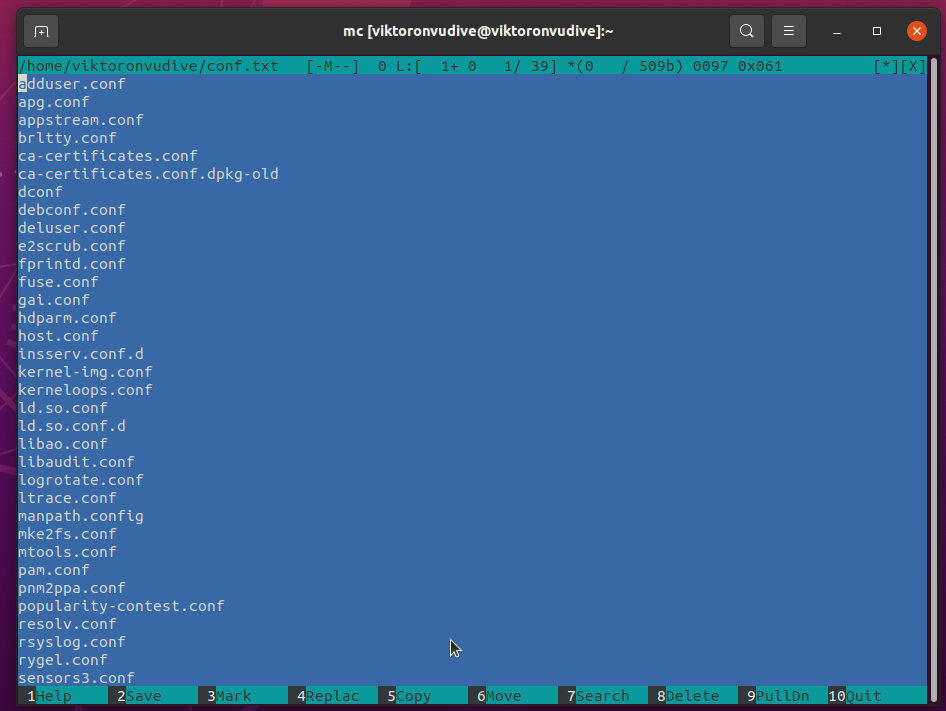 mc [viktoronvudive@viktoronvudive]:~
/home/viktoronvudive/conf.txt   [-M--]  0 L:[  1+ 0   1/ 39] *(0   / 509b) 0097 0x061          [*][X]
adduser.conf
apg.conf
appstream.conf
brltty.conf
ca-certificates.conf
ca-certificates.conf.dpkg-old
dconf
debconf.conf
deluser.conf
e2scrub.conf
fprintd.conf
fuse.conf
gai.conf
hdparm.conf
host.conf
insserv.conf.d
kernel-img.conf
kerneloops.conf
ld.so.conf
ld.so.conf.d
libao.conf
libaudit.conf
logrotate.conf
ltrace.conf
manpath.config
mke2fs.conf
mtools.conf
pam.conf
pnm2ppa.conf
popularity-contest.conf
resolv.conf
rsyslog.conf
rygel.conf
sensors3.conf
1Help   2Save   3Mark   4Replac   5Copy   6Move   7Search   8Delete   9PullDn   10Quit